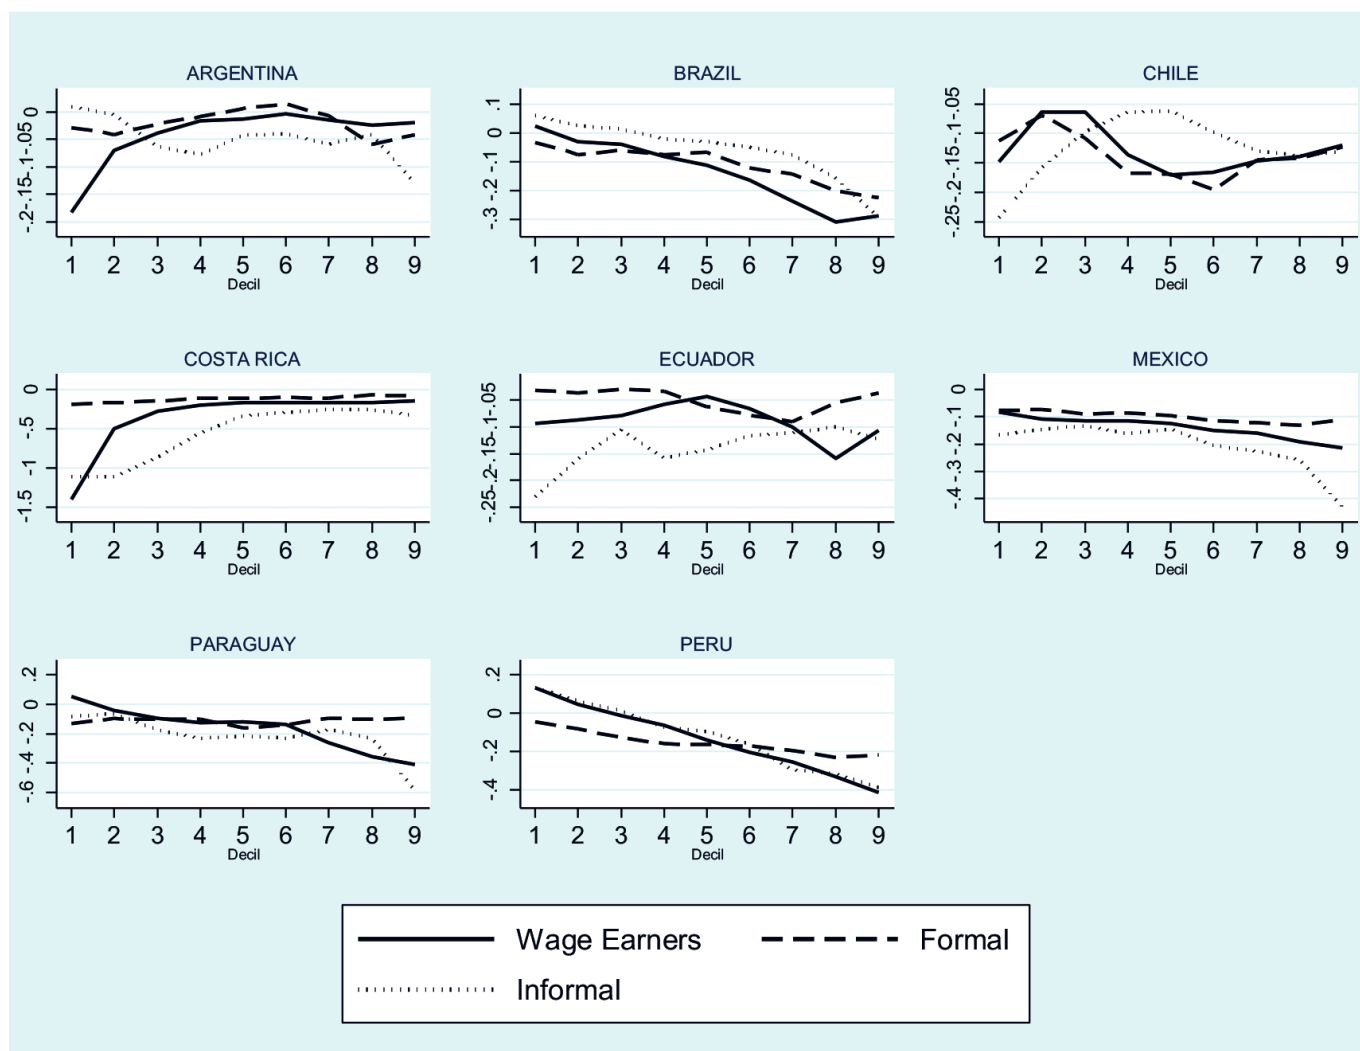 ARGENTINA
0
-.05
-.1
-.15
-.2
1 2 3 4 5 6 7 8 9
Decil
BRAZIL
.1
0
-.1
-.2
-.3
1 2 3 4 5 6 7 8 9
Decil
CHILE
-.05
-.1
-.15
-.2
-.25
1 2 3 4 5 6 7 8 9
Decil
COSTA RICA
0
-.5
-1
-1.5
1 2 3 4 5 6 7 8 9
Decil
ECUADOR
-.05
-.1
-.15
-.2
-.25
1 2 3 4 5 6 7 8 9
Decil
MEXICO
0
-.1
-.2
-.3
-.4
1 2 3 4 5 6 7 8 9
Decil
PARAGUAY
.2
0
-.2
-.4
-.6
1 2 3 4 5 6 7 8 9
Decil
PERU
.2
0
-.2
-.4
1 2 3 4 5 6 7 8 9
Decil
Wage Earners Formal
Informal